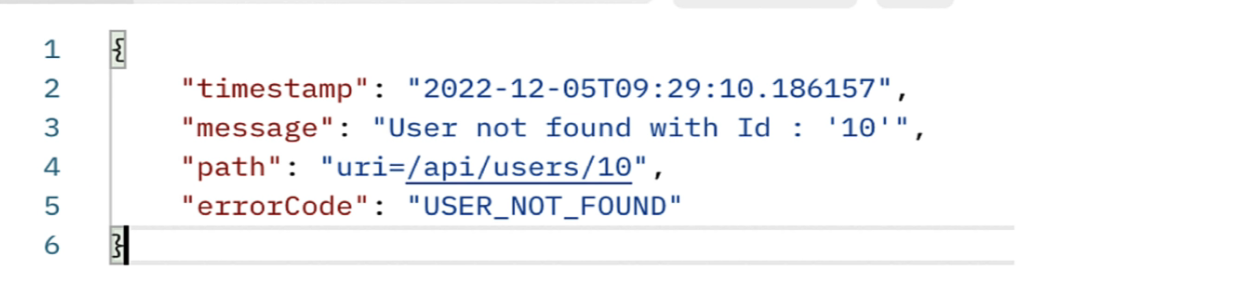 1 {
2 "timestamp": "2022-12-05T09:29:10.186157",
3 "message": "User not found with Id : '10'",
4 "path": "uri=/api/users/10",
5 "errorCode": "USER_NOT_FOUND"
6 }